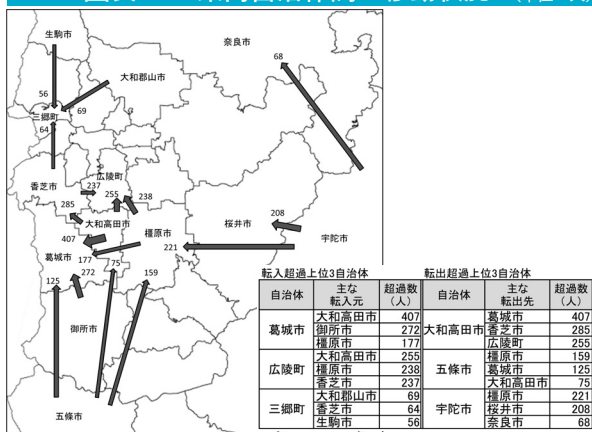 生駒市
奈良市
68
大和郡山市
56
69
三郷町
64
広陵町
香芝市
237
255
238
285
大和高田市
桜井市
208
407
橿原市
宇陀市
葛城市
177
221
75
272
159
125
御所市
五條市
転入超過上位3自治体
自治体 主な転入元 超過数（人）
葛城市 大和高田市 407
御所市 272
橿原市 177
広陵町 大和高田市 255
橿原市 238
香芝市 237
三郷町 大和郡山市 69
香芝市 64
生駒市 56
転出超過上位3自治体
自治体 主な転出先 超過数（人）
大和高田市 葛城市 407
香芝市 285
広陵町 255
五條市 橿原市 159
葛城市 125
大和高田市 75
宇陀市 橿原市 221
桜井市 208
奈良市 68